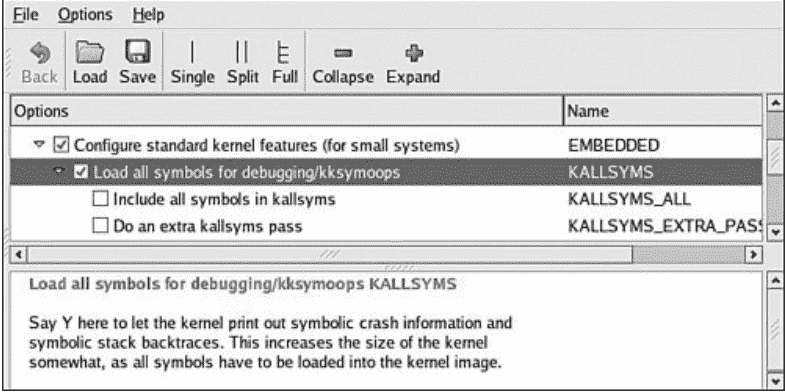 File Options Help
Back Load Save Single Split Full Collapse Expand
Options Name
Configure standard kernel features (for small systems) EMBEDDED
Load all symbols for debugging/kksymoops KALLSYMS
Include all symbols in kallsyms KALLSYMS_ALL
Do an extra kallsyms pass KALLSYMS_EXTRA_PASS
Load all symbols for debugging/kksymoops KALLSYMS
Say Y here to let the kernel print out symbolic crash information and
symbolic stack backtraces. This increases the size of the kernel
somewhat, as all symbols have to be loaded into the kernel image.